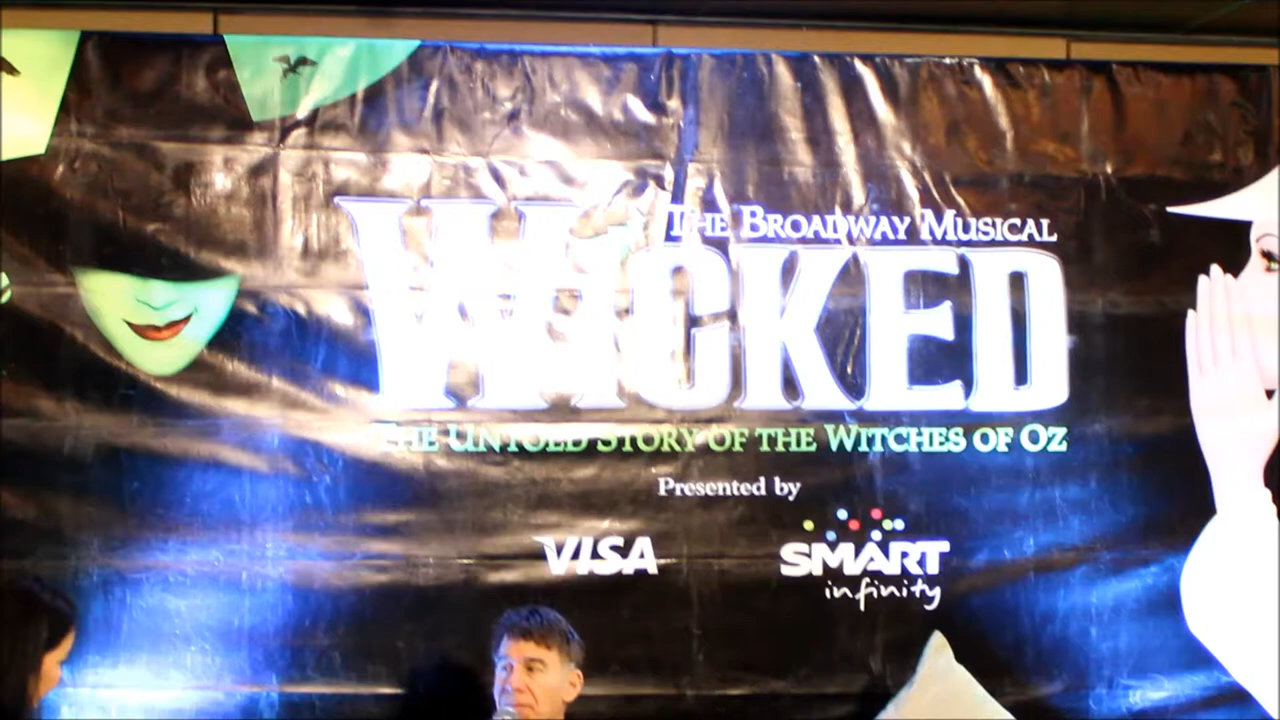 THE BROADWAY MUSICAL
WICKED
THE UNTOLD STORY OF THE WITCHES OF OZ
Presented by
VISA
SMART
infinity